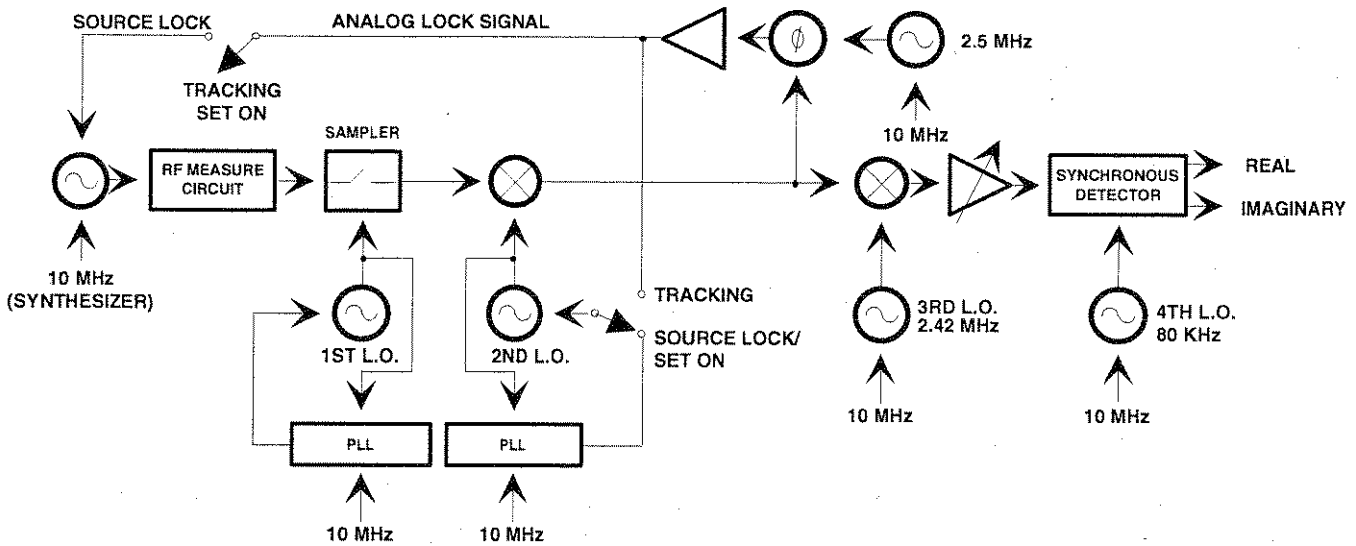 SOURCE LOCK
ANALOG LOCK SIGNAL
ϕ
2.5 MHz
TRACKING
SET ON
10 MHz
SAMPLER
RF MEASURE
CIRCUIT
SYNCHRONOUS
DETECTOR
REAL
IMAGINARY
10 MHz
(SYNTHESIZER)
1ST L.O.
2ND L.O.
TRACKING
SOURCE LOCK/
SET ON
3RD L.O.
2.42 MHz
4TH L.O.
80 KHz
10 MHz
10 MHz
PLL
PLL
10 MHz
10 MHz